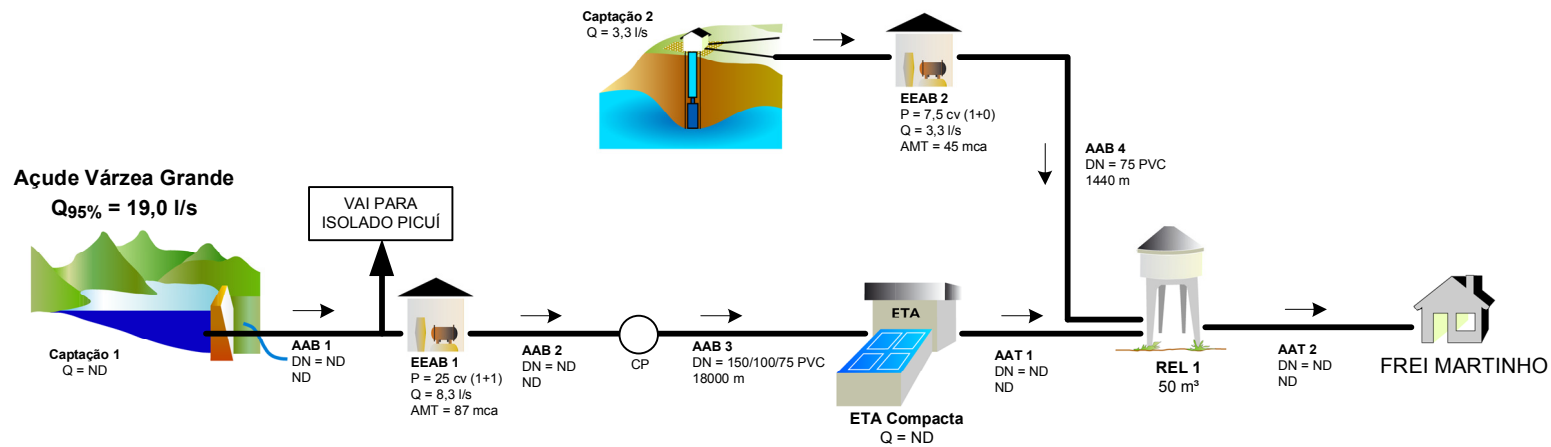 Captação 2
Q = 3,3 l/s
EEAB 2
P = 7,5 cv (1+0)
Q = 3,3 l/s
AMT = 45 mca
AAB 4
DN = 75 PVC
1440 m
Açude Várzea Grande
Q95% = 19,0 l/s
VAI PARA
ISOLADO PICUÍ
Captação 1
Q = ND
AAB 1
DN = ND
ND
EEAB 1
P = 25 cv (1+1)
Q = 8,3 l/s
AMT = 87 mca
AAB 2
DN = ND
ND
CP
AAB 3
DN = 150/100/75 PVC
18000 m
ETA
ETA Compacta
Q = ND
AAT 1
DN = ND
ND
REL 1
50 m³
AAT 2
DN = ND
ND
FREI MARTINHO